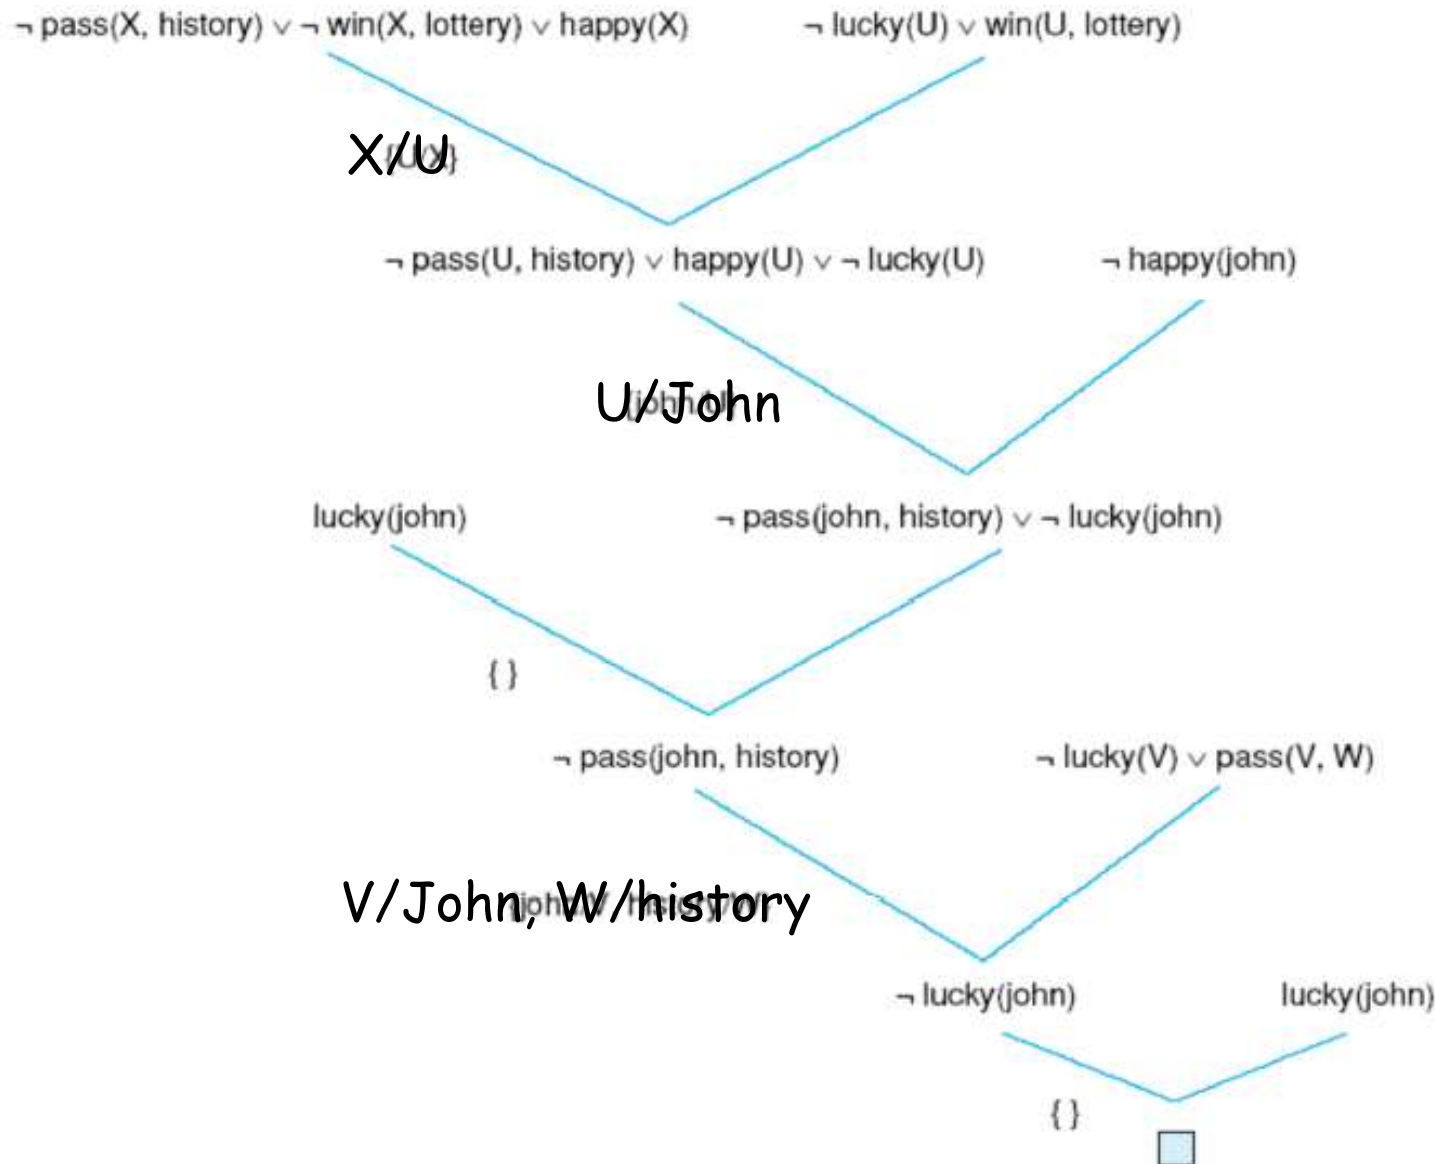 ¬ pass(X, history) ∨ ¬ win(X, lottery) ∨ happy(X) ¬ lucky(U) ∨ win(U, lottery)
X/U
¬ pass(U, history) ∨ happy(U) ∨ ¬ lucky(U) ¬ happy(john)
U/John
lucky(john) ¬ pass(john, history) ∨ ¬ lucky(john)
{ }
¬ pass(john, history) ¬ lucky(V) ∨ pass(V, W)
V/John, W/history
¬ lucky(john) lucky(john)
{ }